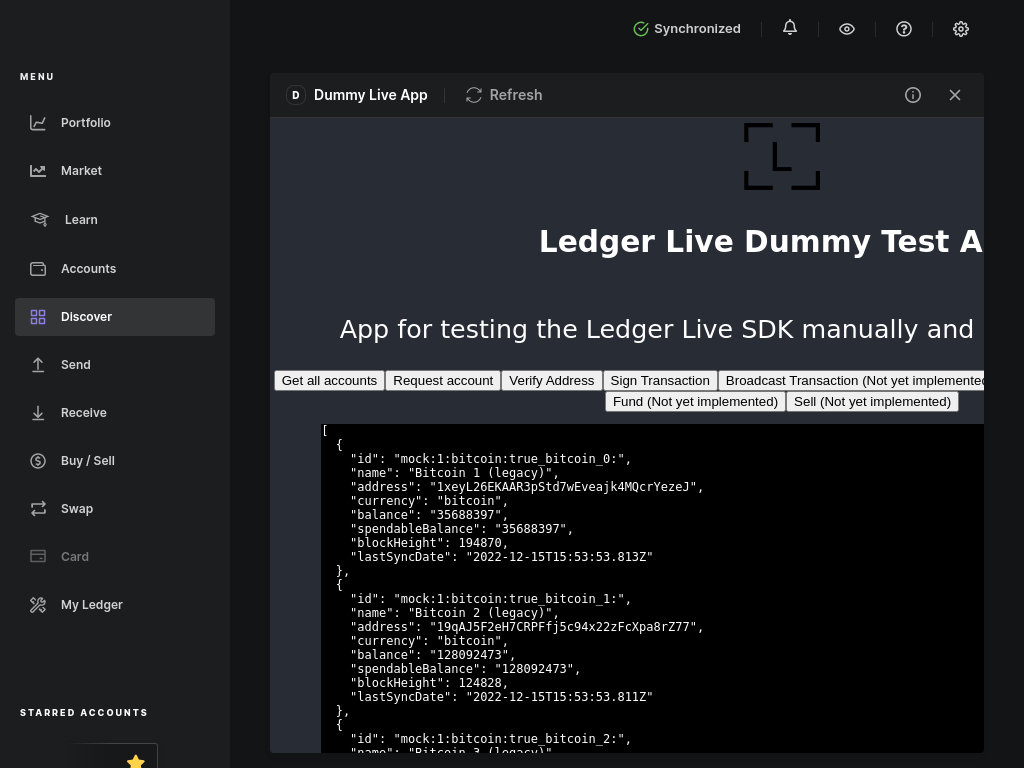 Synchronized
MENU
Portfolio
Market
Learn
Accounts
Discover
Send
Receive
Buy / Sell
Swap
Card
My Ledger
STARRED ACCOUNTS
D Dummy Live App Refresh
L
Ledger Live Dummy Test A
App for testing the Ledger Live SDK manually and
Get all accounts Request account Verify Address Sign Transaction Broadcast Transaction (Not yet implemented
Fund (Not yet implemented) Sell (Not yet implemented)
[
{
"id": "mock:1:bitcoin:true_bitcoin_0:",
"name": "Bitcoin 1 (legacy)",
"address": "1xeyL26EKAAR3pStd7wEveajk4MQcrYezeJ",
"currency": "bitcoin",
"balance": "35688397",
"spendableBalance": "35688397",
"blockHeight": 194870,
"lastSyncDate": "2022-12-15T15:53:53.813Z"
},
{
"id": "mock:1:bitcoin:true_bitcoin_1:",
"name": "Bitcoin 2 (legacy)",
"address": "19qAJ5F2eH7CRPFfj5c94x22zFcXpa8rZ77",
"currency": "bitcoin",
"balance": "128092473",
"spendableBalance": "128092473",
"blockHeight": 124828,
"lastSyncDate": "2022-12-15T15:53:53.811Z"
},
{
"id": "mock:1:bitcoin:true_bitcoin_2:",
"name": "Bitcoin 3 (legacy)"